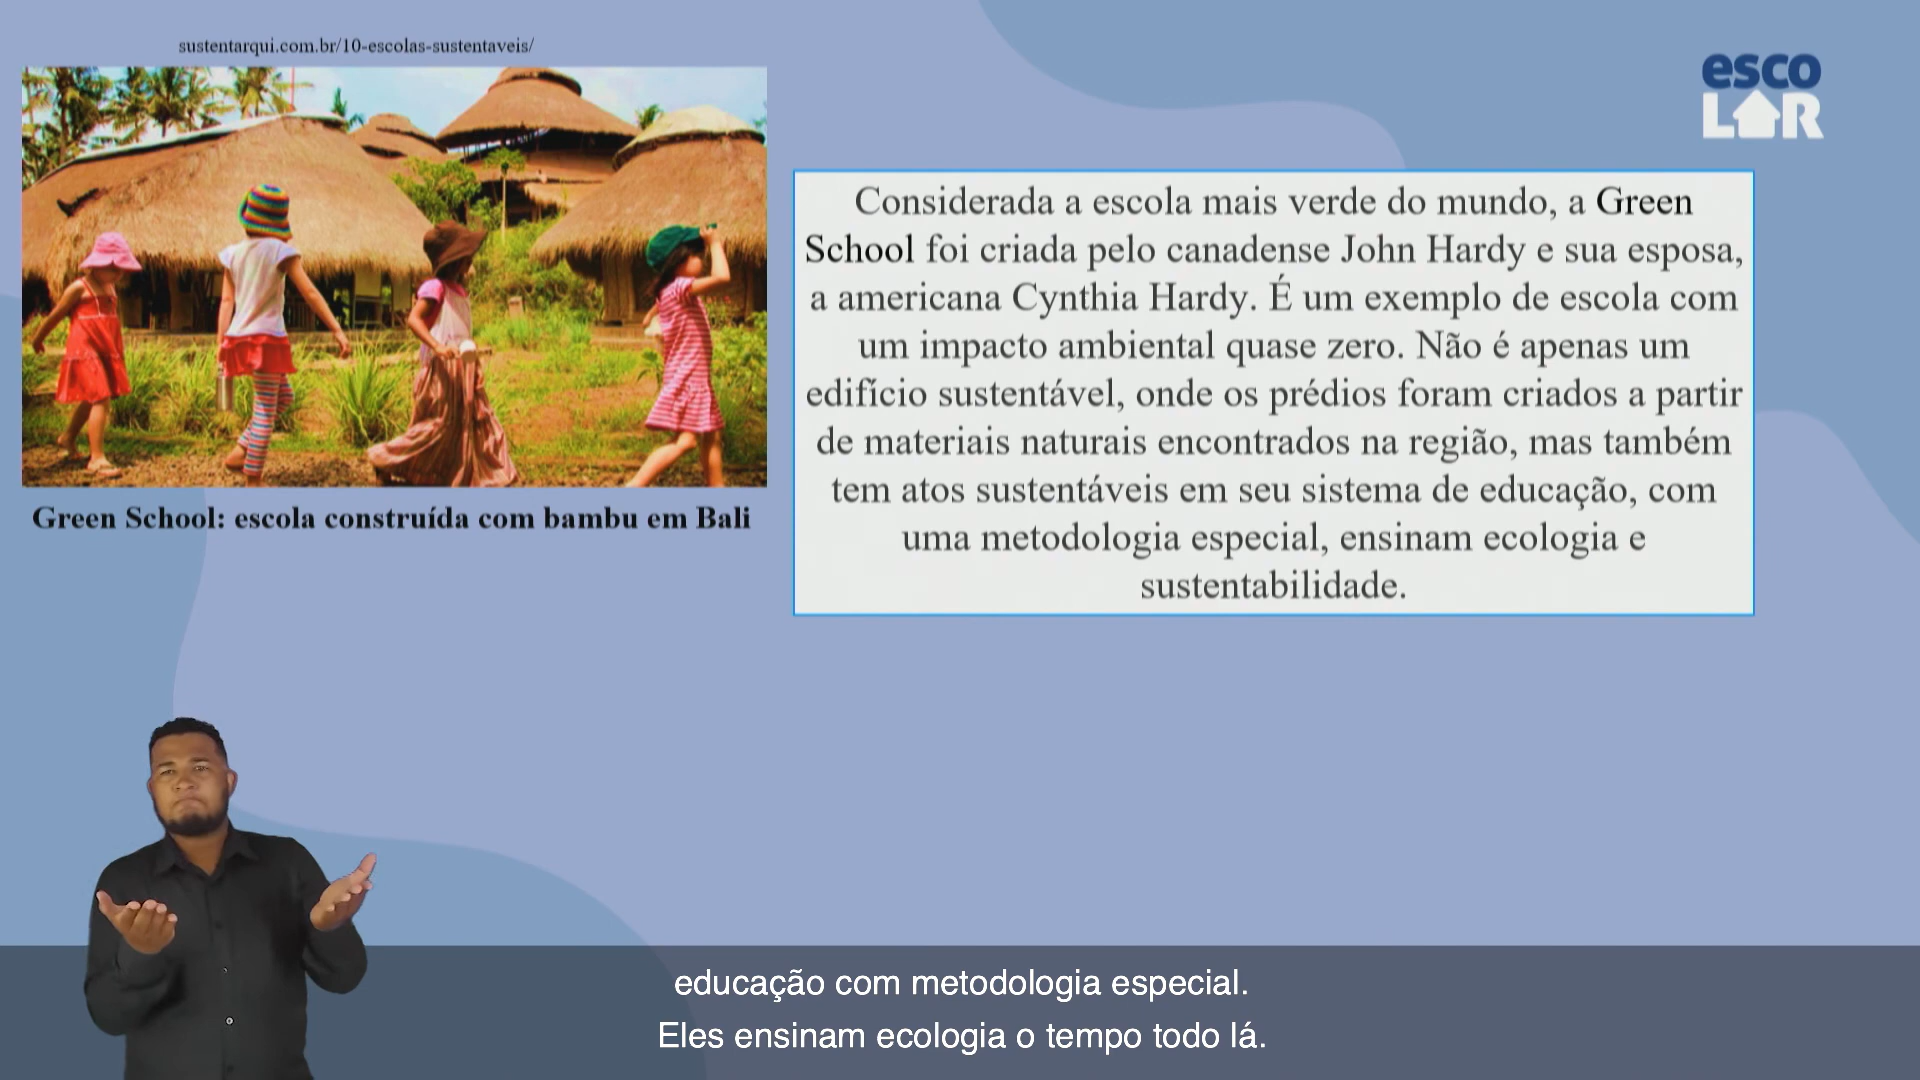 sustentarqui.com.br/10-escolas-sustentaveis/
Green School: escola construída com bambu em Bali
esco
LAR
Considerada a escola mais verde do mundo, a Green
School foi criada pelo canadense John Hardy e sua esposa,
a americana Cynthia Hardy. É um exemplo de escola com
um impacto ambiental quase zero. Não é apenas um
edifício sustentável, onde os prédios foram criados a partir
de materiais naturais encontrados na região, mas também
tem atos sustentáveis em seu sistema de educação, com
uma metodologia especial, ensinam ecologia e
sustentabilidade.
educação com metodologia especial.
Eles ensinam ecologia o tempo todo lá.